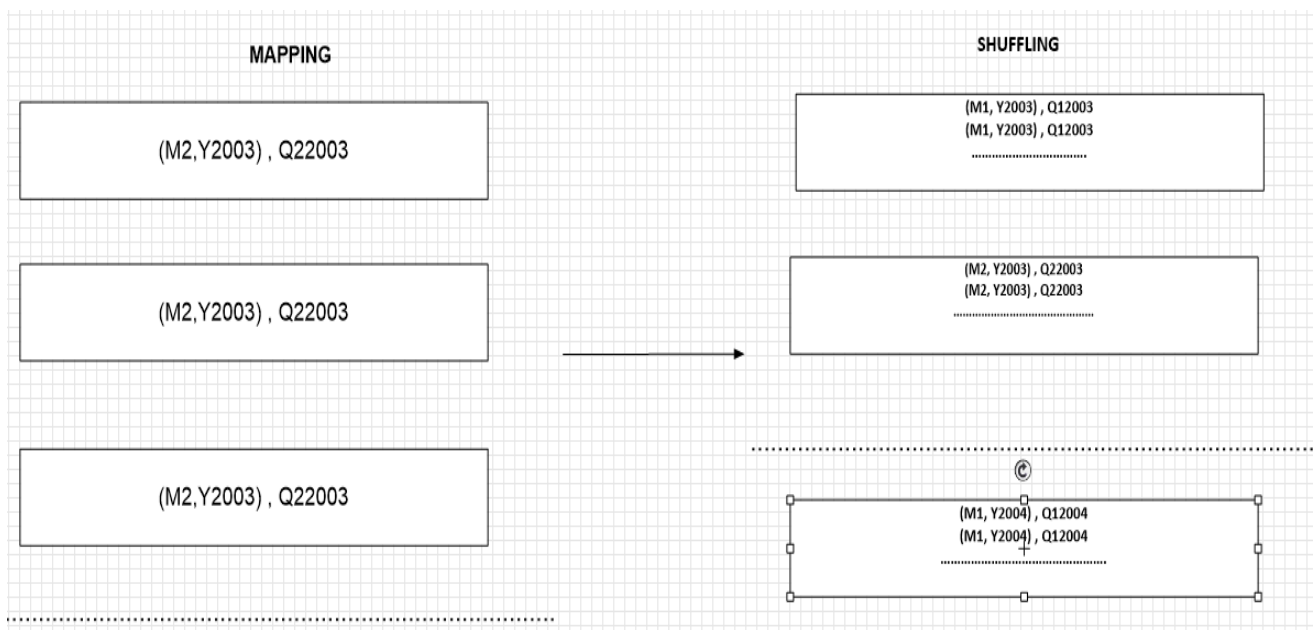 MAPPING
(M2,Y2003) , Q22003
(M2,Y2003) , Q22003
(M2,Y2003) , Q22003
SHUFFLING
(M1, Y2003) , Q12003
(M1, Y2003) , Q12003
(M2, Y2003) , Q22003
(M2, Y2003) , Q22003
(M1, Y2004) , Q12004
(M1, Y2004) , Q12004